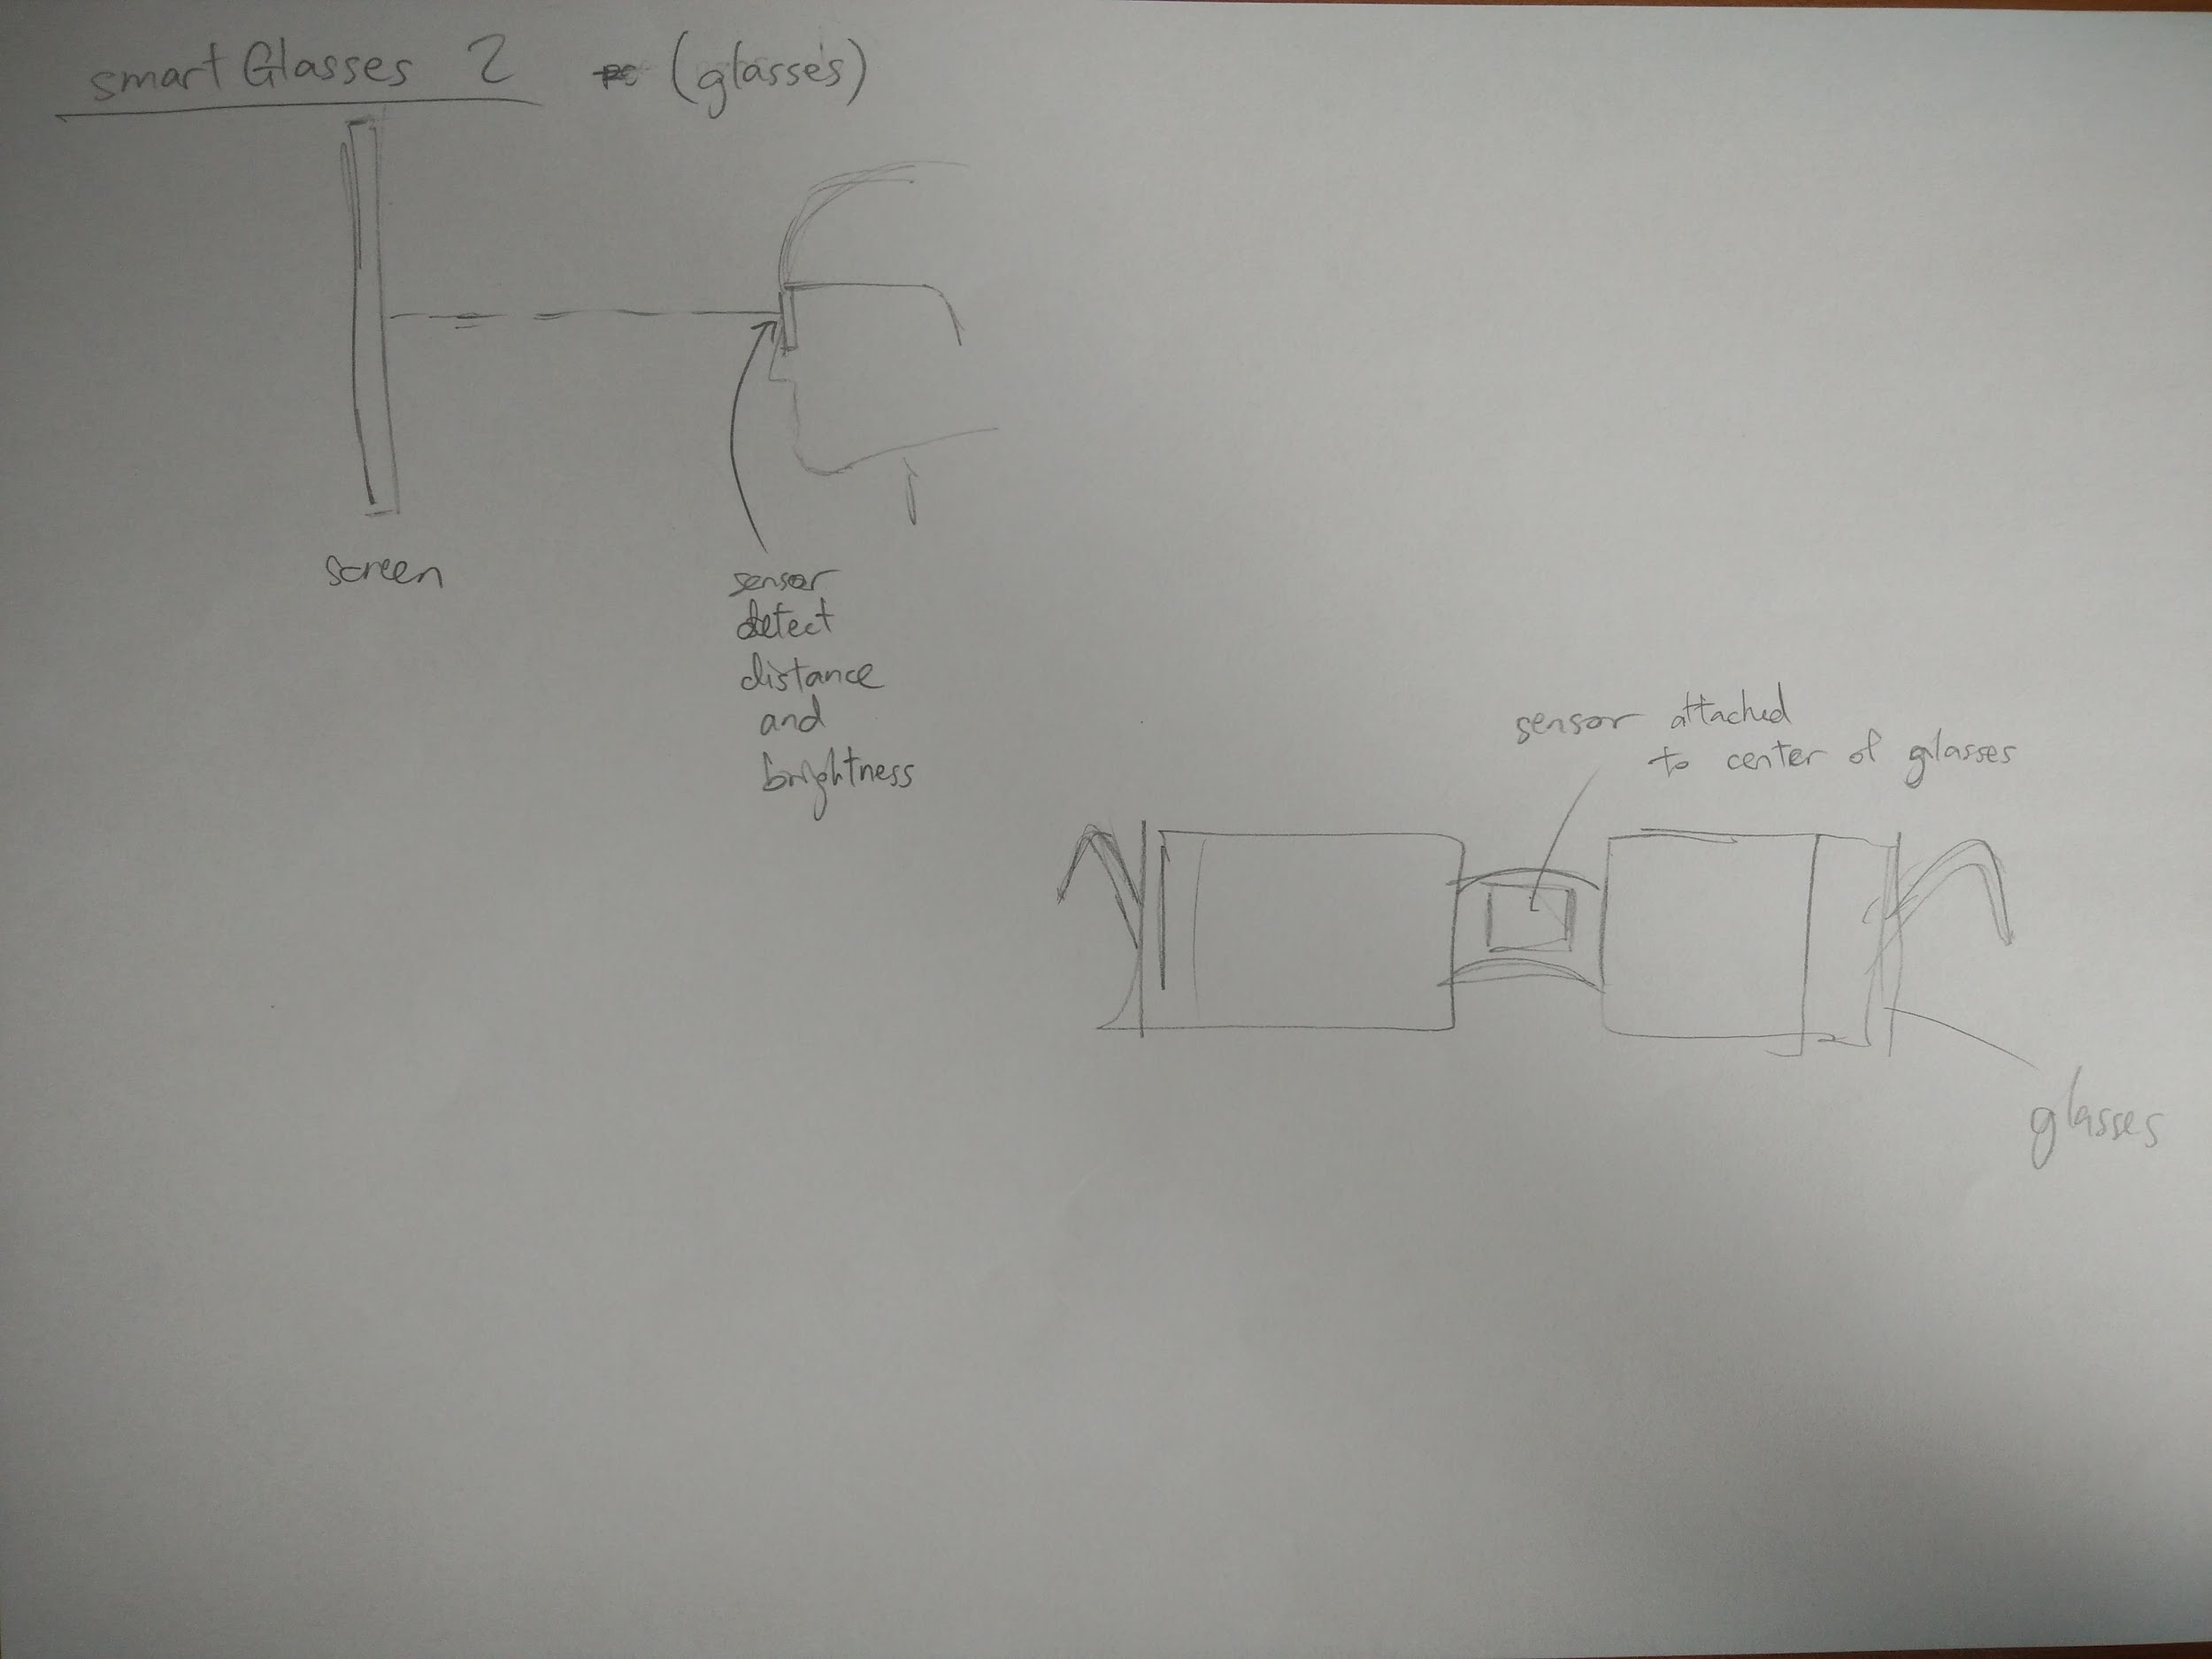 smart Glasses 2 (glasses)
screen
sensor
detect
distance
and
brightness
sensor attached
to center of glasses
glasses